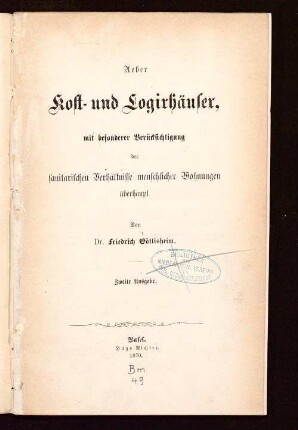 Ueber
Kost- und Logirhäuser,
mit besonderer Berücksichtigung
der
sanitarischen Verhältnisse menschlicher Wohnungen
überhaupt.
Von
Dr. Friedrich Göttisheim.
Zweite Ausgabe.
BIBLIOTHEK
Basel.
Hugo Richter.
1870.
Bm
49